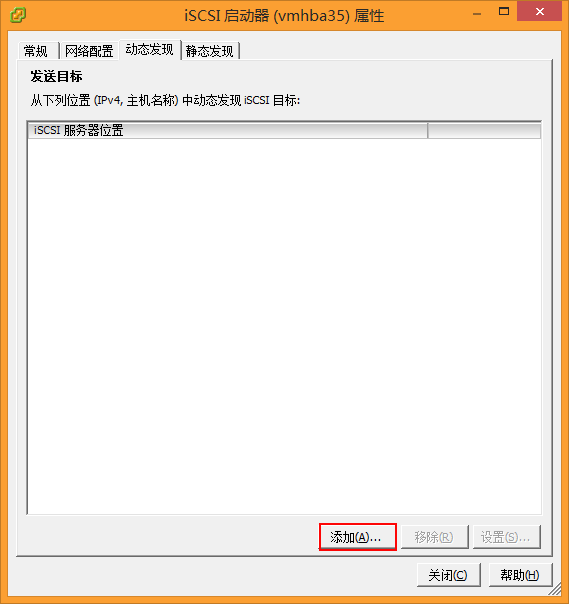 iSCSI 启动器 (vmhba35) 属性
常规 网络配置 动态发现 静态发现
发送目标
从下列位置 (IPv4, 主机名称) 中动态发现 iSCSI 目标:
iSCSI 服务器位置
添加(A)... 移除(R) 设置(S)...
关闭(C) 帮助(H)